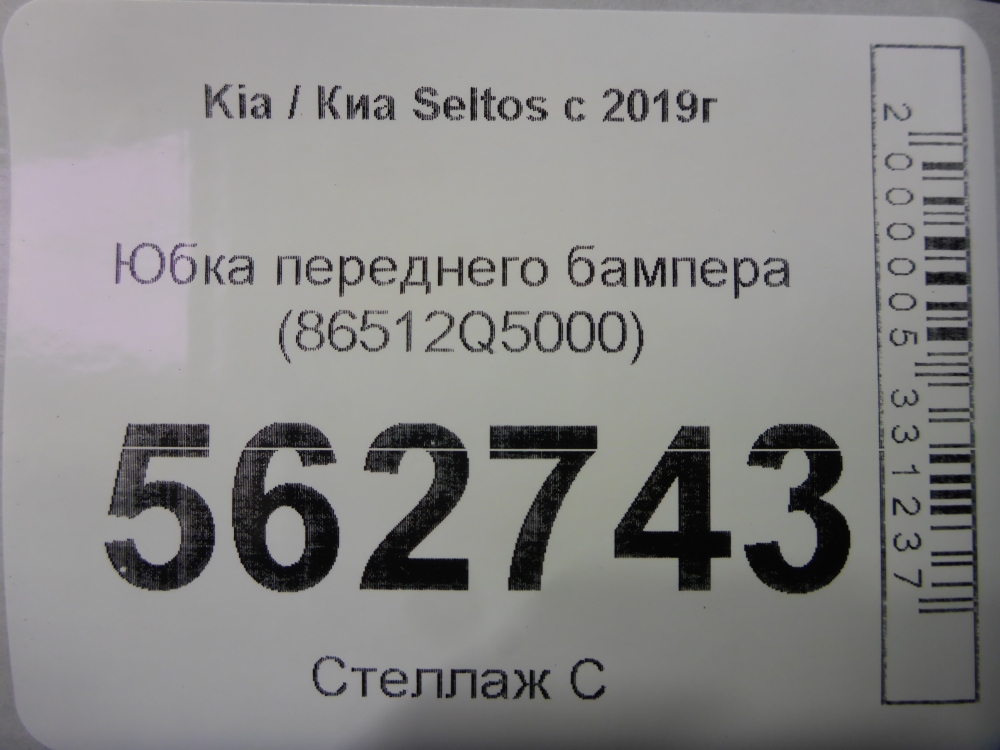 Kia / Киа Seltos с 2019г
Юбка переднего бампера
(86512Q5000)
562743
Стеллаж С
2000005331237